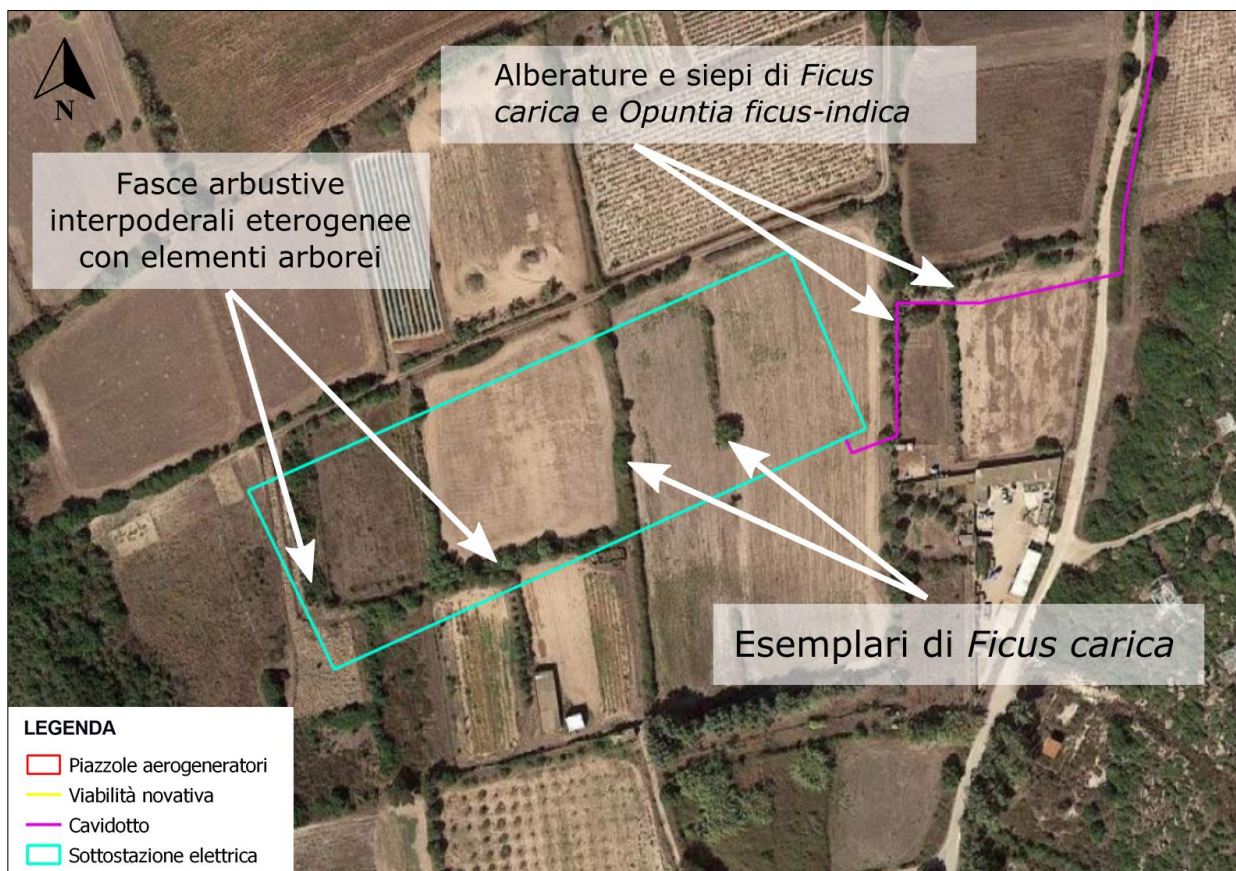 N
Alberature e siepi di Ficus
carica e Opuntia ficus-indica
Fasce arbustive
interpoderali eterogenee
con elementi arborei
Esemplari di Ficus carica
LEGENDA
Piazzole aerogeneratori
Viabilità novativa
Cavidotto
Sottostazione elettrica